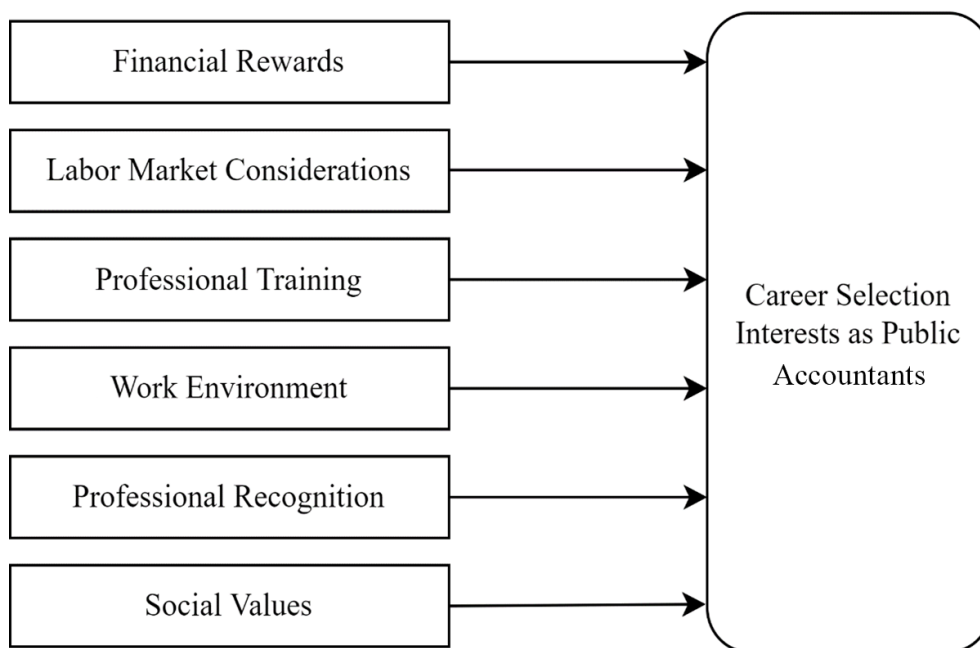 Financial Rewards
Labor Market Considerations
Professional Training
Work Environment
Professional Recognition
Social Values
Career Selection
Interests as Public
Accountants